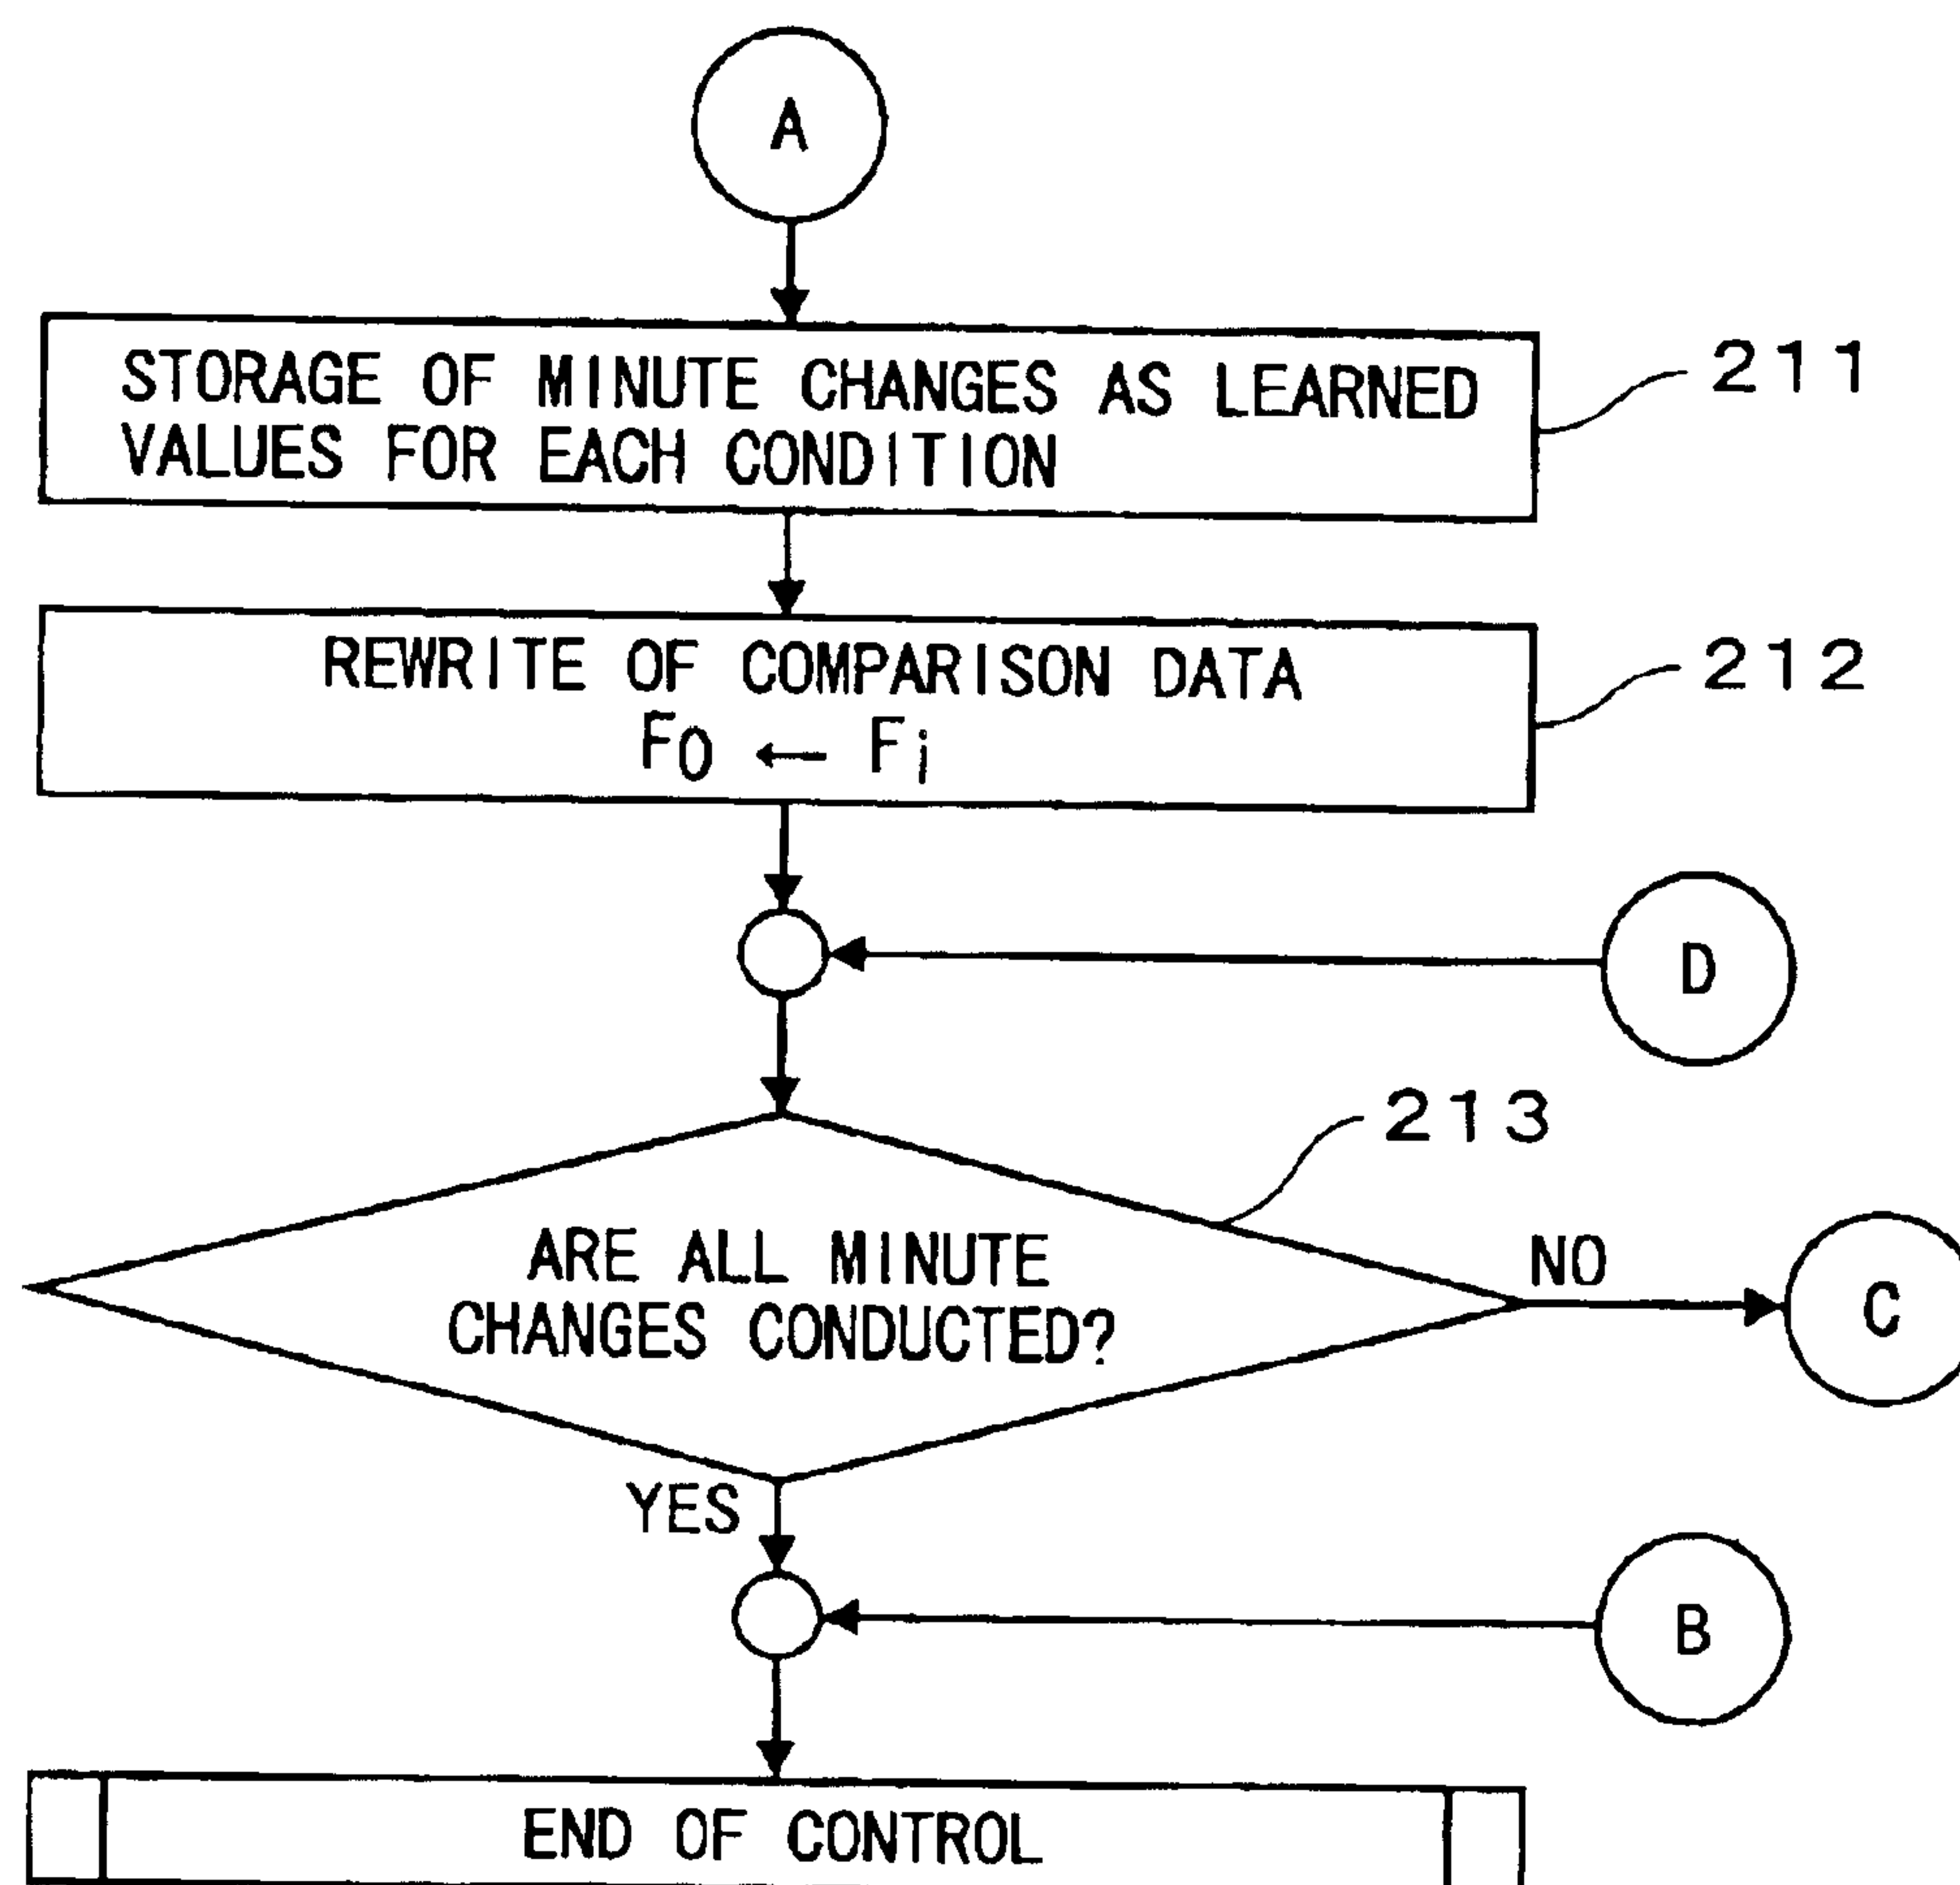 A
STORAGE OF MINUTE CHANGES AS LEARNED
VALUES FOR EACH CONDITION
211
REWRITE OF COMPARISON DATA
F0 ← Fi
212
D
213
ARE ALL MINUTE
CHANGES CONDUCTED?
NO
C
YES
B
END OF CONTROL